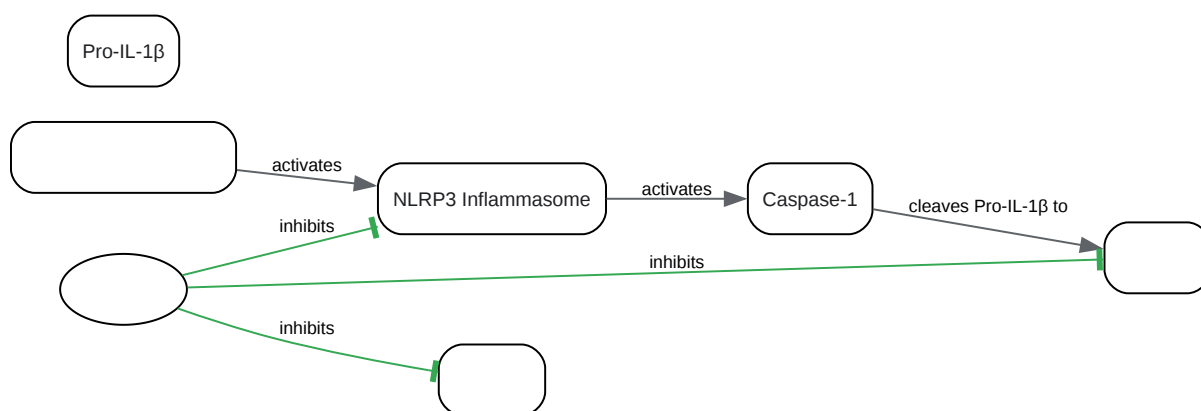 Pro-IL-1β
activates
NLRP3 Inflammasome
activates
Caspase-1
cleaves Pro-IL-1β to
inhibits
inhibits
inhibits